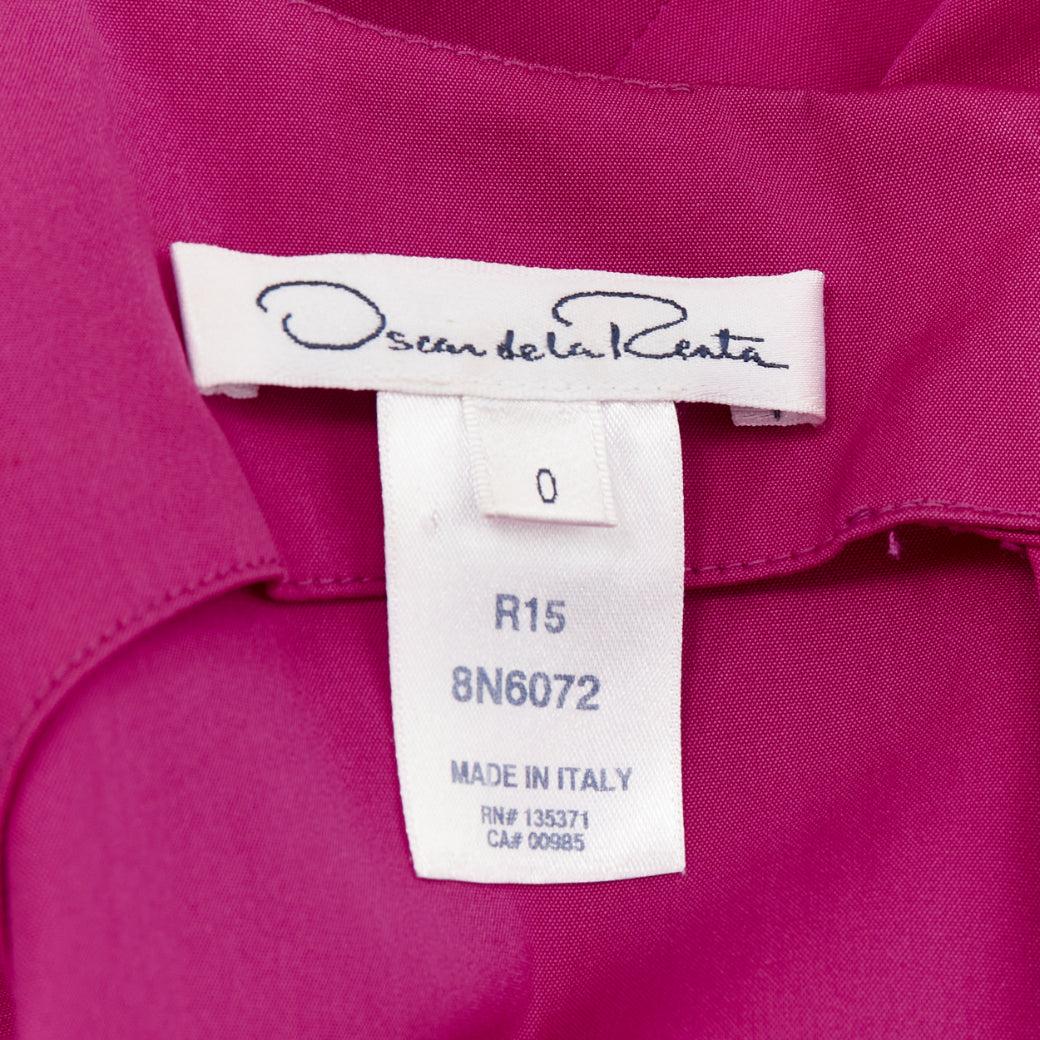 Oscar de la Renta
0
R15
8N6072
MADE IN ITALY
RN# 135371
CA# 00985